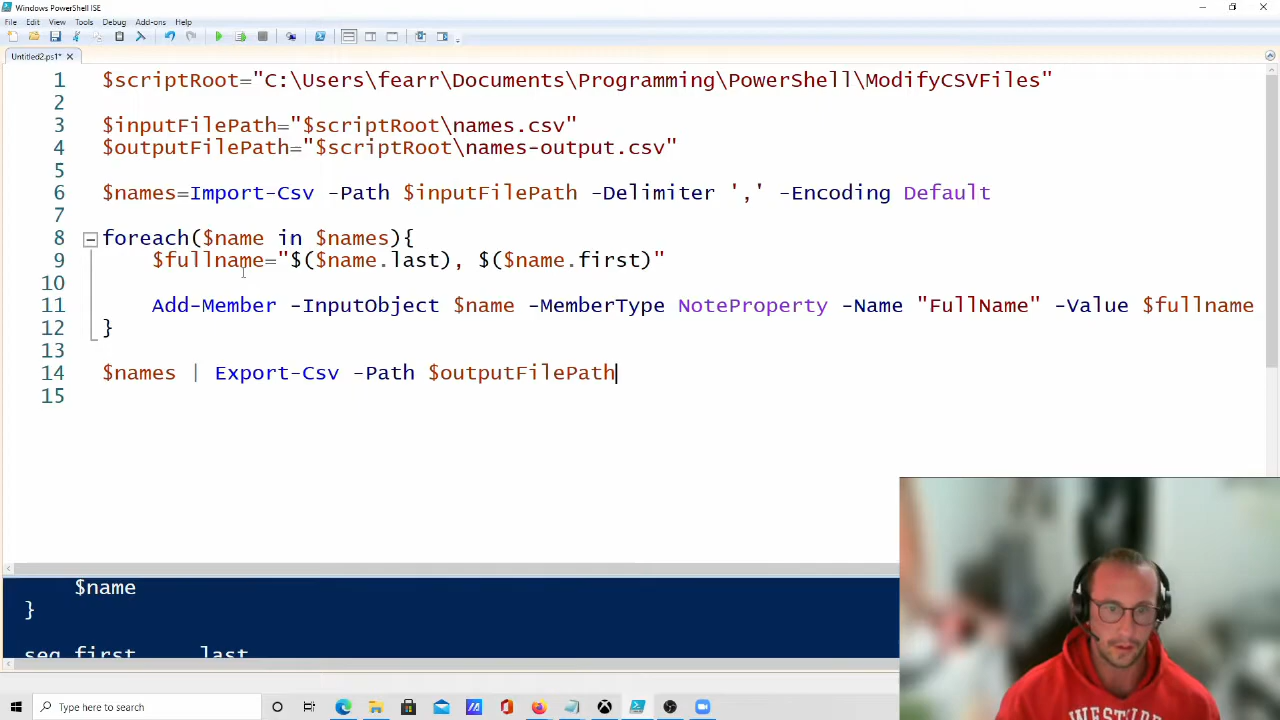 Windows PowerShell ISE
File Edit View Tools Debug Add-ons Help
Untitled2.ps1*
1 $scriptRoot="C:\Users\fearr\Documents\Programming\PowerShell\ModifyCSVFiles"
2
3 $inputFilePath="$scriptRoot\names.csv"
4 $outputFilePath="$scriptRoot\names-output.csv"
5
6 $names=Import-Csv -Path $inputFilePath -Delimiter ',' -Encoding Default
7
8 foreach($name in $names){
9 $fullname="$($name.last), $($name.first)"
10
11 Add-Member -InputObject $name -MemberType NoteProperty -Name "FullName" -Value $fullname
12 }
13
14 $names | Export-Csv -Path $outputFilePath
15
$name
}
seq first last
Type here to search